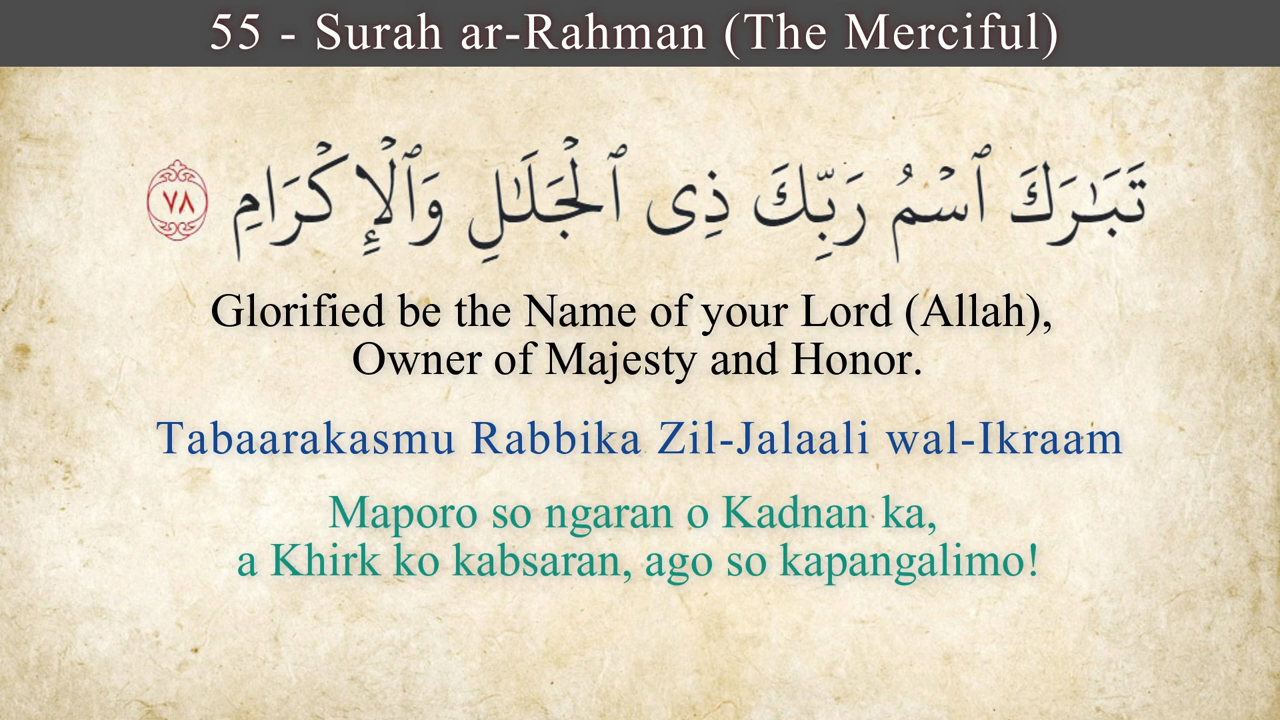 55 - Surah ar-Rahman (The Merciful)
تَبَـٰرَكَ ٱسْمُ رَبِّكَ ذِى ٱلْجَلَـٰلِ وَٱلْإِكْرَامِ ٧٨
Glorified be the Name of your Lord (Allah),
Owner of Majesty and Honor.
Tabaarakasmu Rabbika Zil-Jalaali wal-Ikraam
Maporo so ngaran o Kadnan ka,
a Khirk ko kabsaran, ago so kapangalimo!